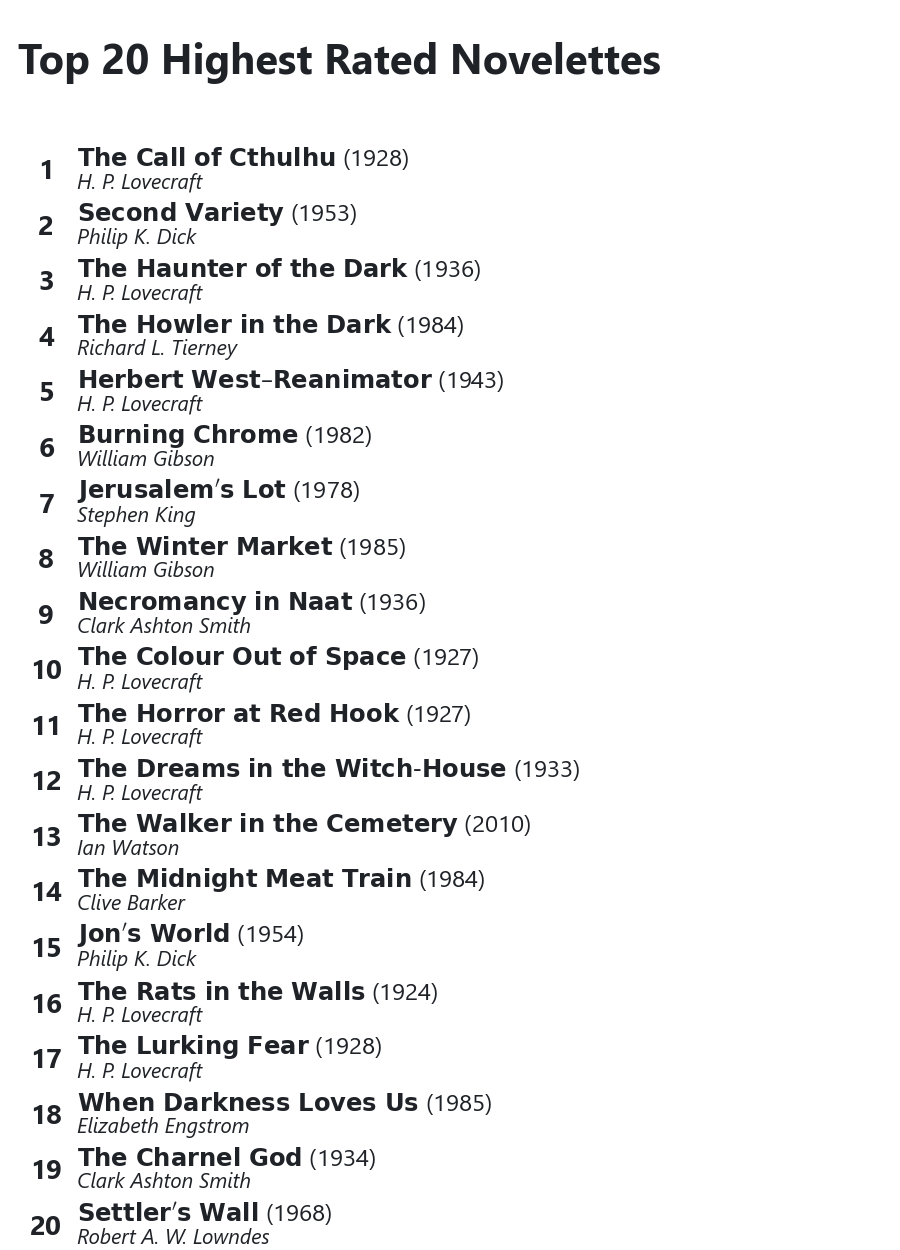 Top 20 Highest Rated Novelettes
1 The Call of Cthulhu (1928)
H. P. Lovecraft
2 Second Variety (1953)
Philip K. Dick
3 The Haunter of the Dark (1936)
H. P. Lovecraft
4 The Howler in the Dark (1984)
Richard L. Tierney
5 Herbert West–Reanimator (1943)
H. P. Lovecraft
6 Burning Chrome (1982)
William Gibson
7 Jerusalem's Lot (1978)
Stephen King
8 The Winter Market (1985)
William Gibson
9 Necromancy in Naat (1936)
Clark Ashton Smith
10 The Colour Out of Space (1927)
H. P. Lovecraft
11 The Horror at Red Hook (1927)
H. P. Lovecraft
12 The Dreams in the Witch-House (1933)
H. P. Lovecraft
13 The Walker in the Cemetery (2010)
Ian Watson
14 The Midnight Meat Train (1984)
Clive Barker
15 Jon's World (1954)
Philip K. Dick
16 The Rats in the Walls (1924)
H. P. Lovecraft
17 The Lurking Fear (1928)
H. P. Lovecraft
18 When Darkness Loves Us (1985)
Elizabeth Engstrom
19 The Charnel God (1934)
Clark Ashton Smith
20 Settler's Wall (1968)
Robert A. W. Lowndes